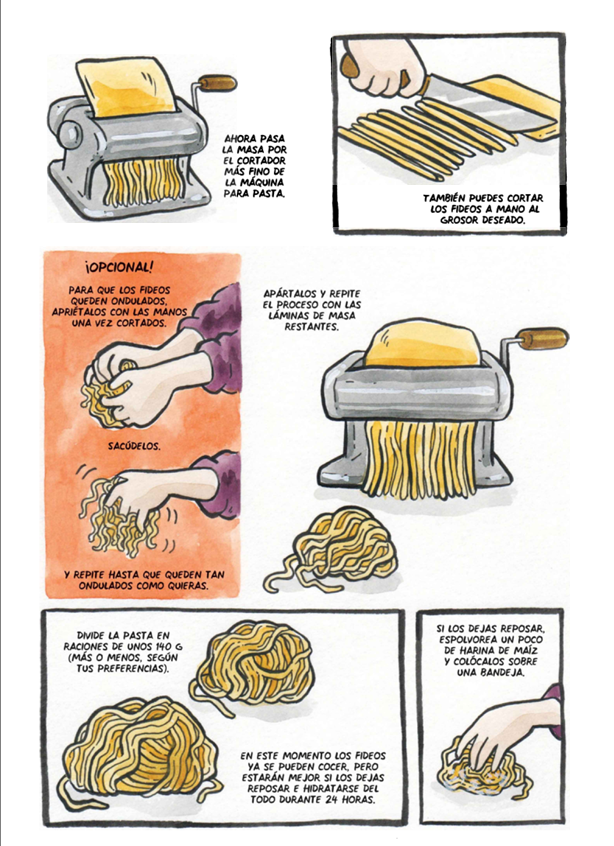 AHORA PASA
LA MASA POR
EL CORTADOR
MÁS FINO DE
LA MÁQUINA
PARA PASTA.
TAMBIÉN PUEDES CORTAR
LOS FIDEOS A MANO AL
GROSOR DESEADO.
¡OPCIONAL!
PARA QUE LOS FIDEOS
QUEDEN ONDULADOS,
APRIÉTALOS CON LAS MANOS
UNA VEZ CORTADOS.
SACÚDELOS.
Y REPITE HASTA QUE QUEDEN TAN
ONDULADOS COMO QUIERAS.
APÁRTALOS Y REPITE
EL PROCESO CON LAS
LÁMINAS DE MASA
RESTANTES.
DIVIDE LA PASTA EN
RACIONES DE UNOS 140 G
(MÁS O MENOS, SEGÚN
TUS PREFERENCIAS).
EN ESTE MOMENTO LOS FIDEOS
YA SE PUEDEN COCER, PERO
ESTARÁN MEJOR SI LOS DEJAS
REPOSAR E HIDRATARSE DEL
TODO DURANTE 24 HORAS.
SI LOS DEJAS REPOSAR,
ESPOLVOREA UN POCO
DE HARINA DE MAÍZ
Y COLÓCALOS SOBRE
UNA BANDEJA.